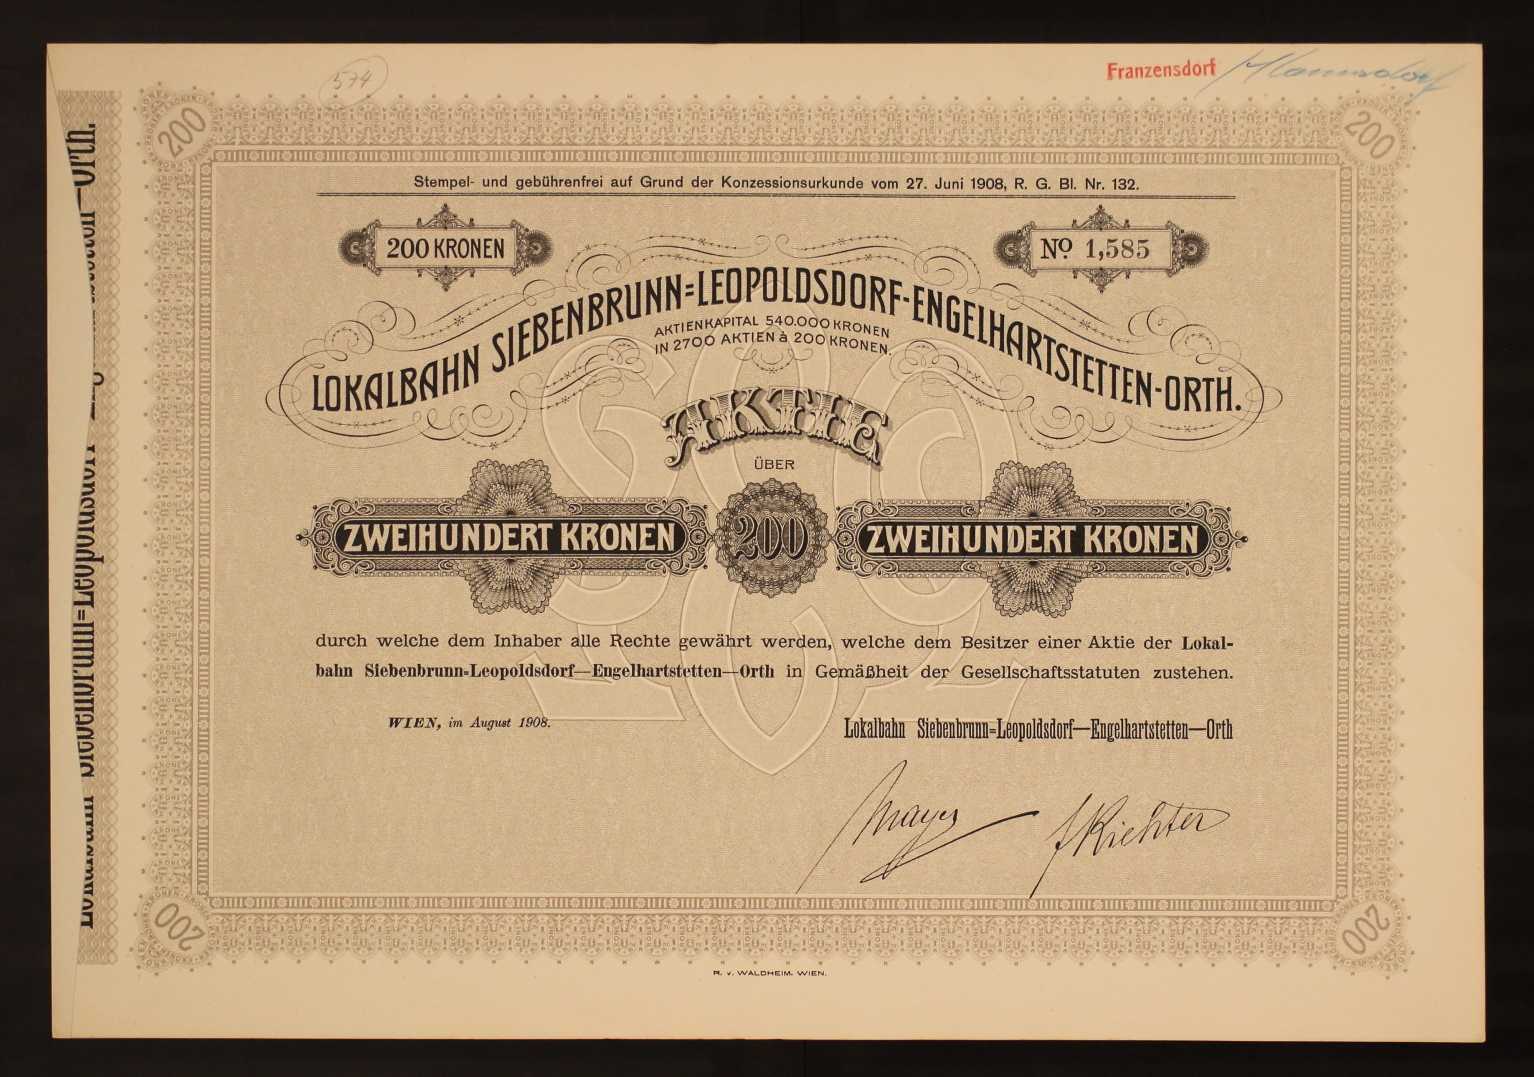 574
Franzensdorf
200
200
Stempel- und gebührenfrei auf Grund der Konzessionsurkunde vom 27. Juni 1908, R. G. Bl. Nr. 132.
200 KRONEN
No 1,585
LOKALBAHN SIEBENBRUNN=LEOPOLDSDORF-ENGELHARTSTETTEN-ORTH.
AKTIENKAPITAL 540.000 KRONEN
IN 2700 AKTIEN à 200 KRONEN.
AKTIE
ÜBER
ZWEIHUNDERT KRONEN
200
ZWEIHUNDERT KRONEN
durch welche dem Inhaber alle Rechte gewährt werden, welche dem Besitzer einer Aktie der Lokal-
bahn Siebenbrunn=Leopoldsdorf—Engelhartstetten—Orth in Gemäßheit der Gesellschaftsstatuten zustehen.
WIEN, im August 1908.
Lokalbahn Siebenbrunn=Leopoldsdorf—Engelhartstetten—Orth
Mayer
f Richter
200
200
R. v. WALDHEIM. WIEN.